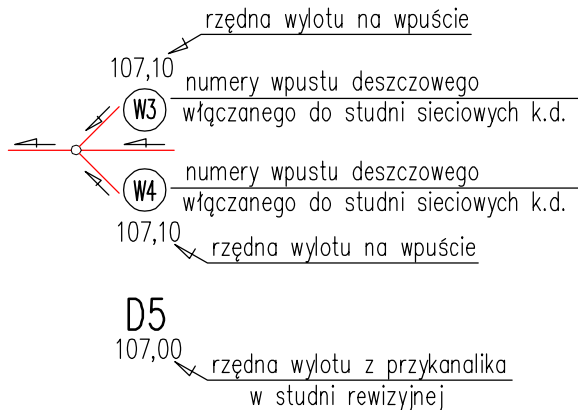 rzędna wylotu na wpuście
107,10
W3
numery wpustu deszczowego
włączanego do studni sieciowych k.d.
W4
numery wpustu deszczowego
włączanego do studni sieciowych k.d.
107,10
rzędna wylotu na wpuście
D5
107,00
rzędna wylotu z przykanalika
w studni rewizyjnej